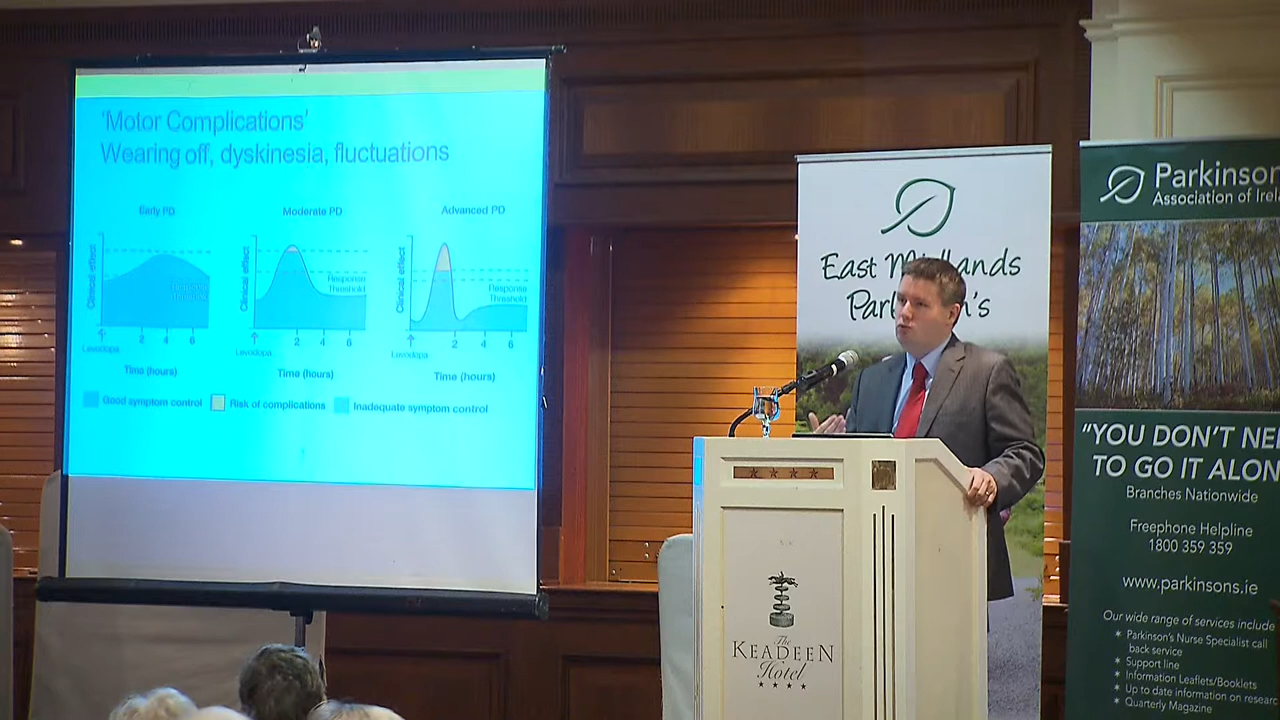 'Motor Complications'
Wearing off, dyskinesia, fluctuations
Early PD
Clinical effect
Levodopa
2 4 6
Time (hours)
Moderate PD
Clinical effect
Response
Threshold
Levodopa
2 4 6
Time (hours)
Advanced PD
Clinical effect
Response
Threshold
Levodopa
2 4 6
Time (hours)
Good symptom control
Risk of complications
Inadequate symptom control
East Midlands
The
KEADEEN
Hotel
Parkinson
Association of Irel
"YOU DON'T NE
TO GO IT ALON
Branches Nationwide
Freephone Helpline
1800 359 359
www.parkinsons.ie
Our wide range of services include
Parkinson's Nurse Specialist call
back service
Support line
Information Leaflets/Booklets
Up to date information on resear
Quarterly Magazine